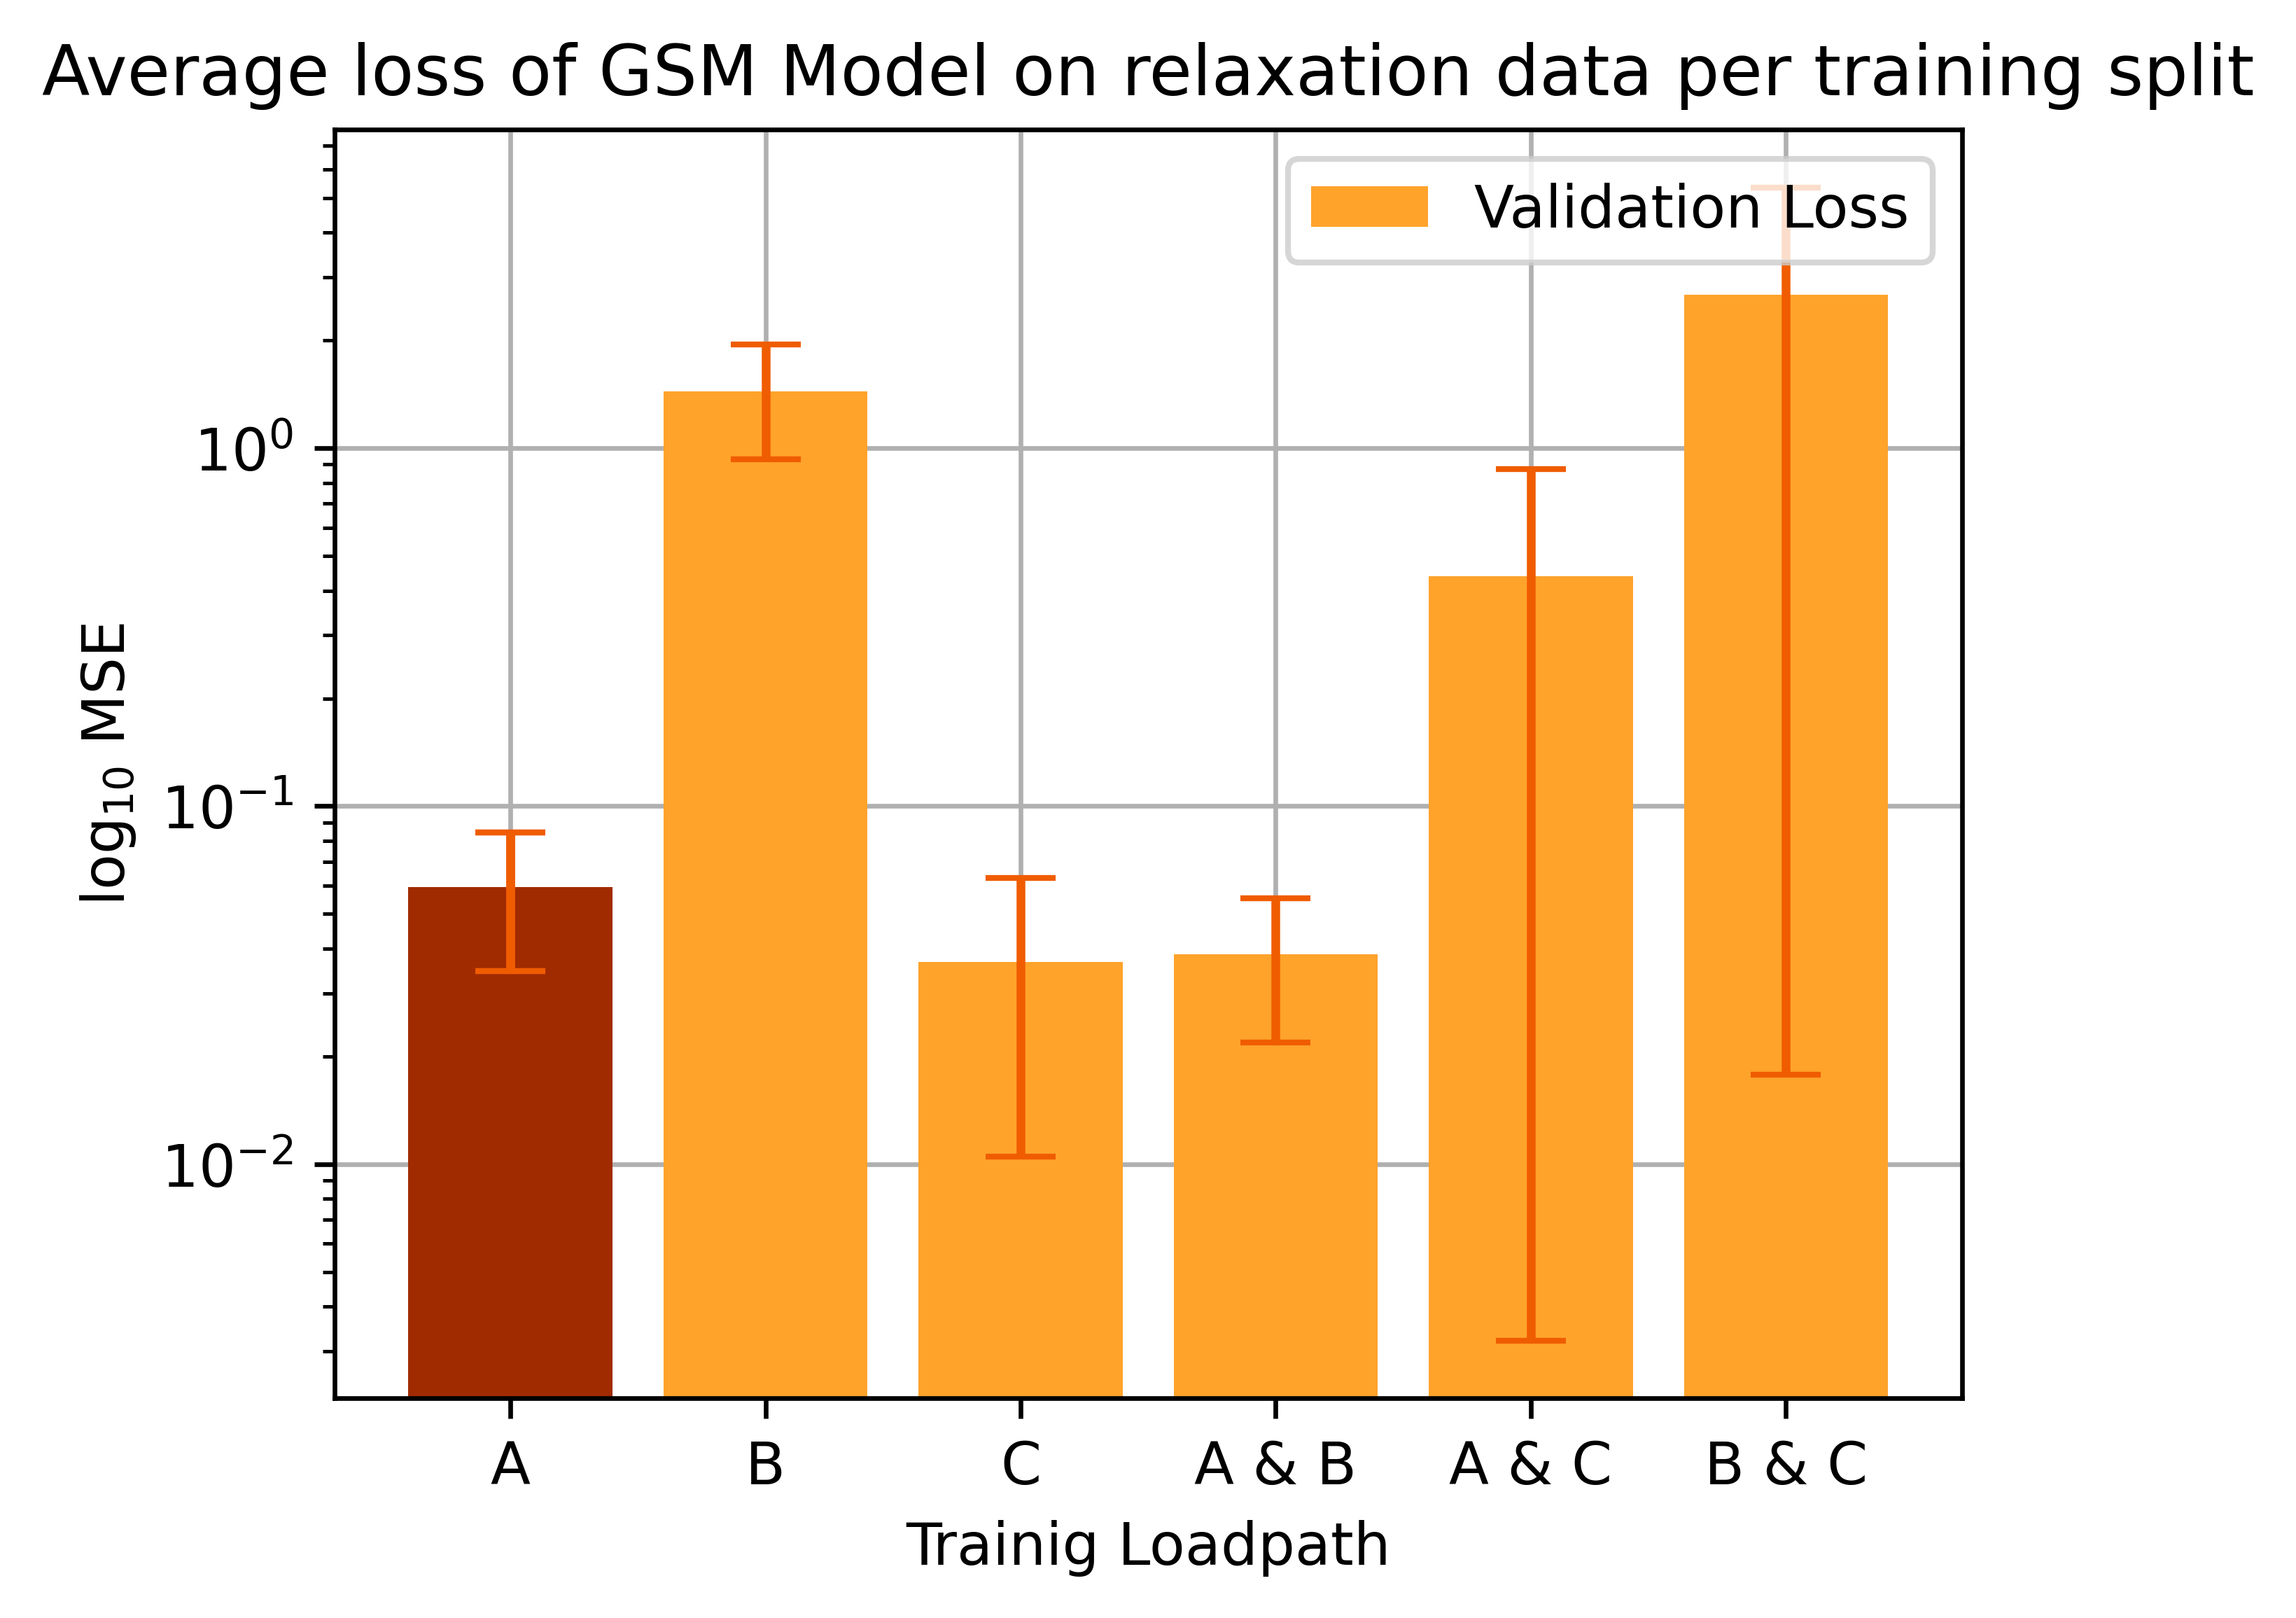 Average loss of GSM Model on relaxation data per training split
Validation Loss
log₁₀ MSE
10⁰
10⁻¹
10⁻²
A B C A & B A & C B & C
Trainig Loadpath